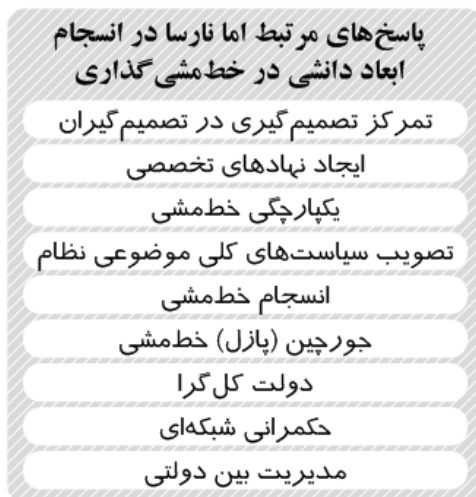 پاسخ‌های مرتبط اما نارسا در انسجام
ابعاد دانشی در خط‌مشی‌گذاری
تمرکز تصمیم‌گیری در تصمیم‌گیران
ایجاد نهادهای تخصصی
یکپارچگی خط‌مشی
تصویب سیاست‌های کلی موضوعی نظام
انسجام خط‌مشی
جورچین (پازل) خط‌مشی
دولت کل‌گرا
حکمرانی شبکه‌ای
مدیریت بین دولتی